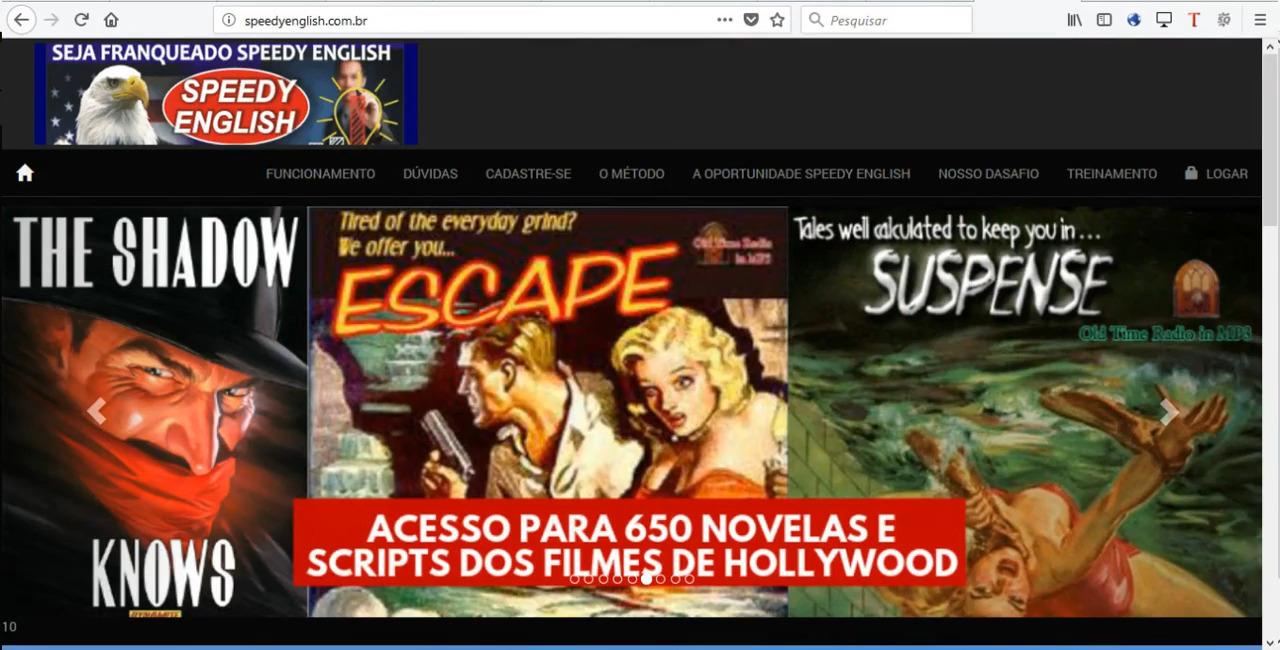 speedyenglish.com.br
Pesquisar
SEJA FRANQUEADO SPEEDY ENGLISH
SPEEDY
ENGLISH
FUNCIONAMENTO DÚVIDAS CADASTRE-SE O MÉTODO A OPORTUNIDADE SPEEDY ENGLISH NOSSO DASAFIO TREINAMENTO LOGAR
THE SHADOW
KNOWS
DYNAMITE
Tired of the everyday grind?
We offer you...
ESCAPE
Old Time Radio
in MP3
Tales well calculated to keep you in...
SUSPENSE
Old Time Radio in MP3
ACESSO PARA 650 NOVELAS E
SCRIPTS DOS FILMES DE HOLLYWOOD
10